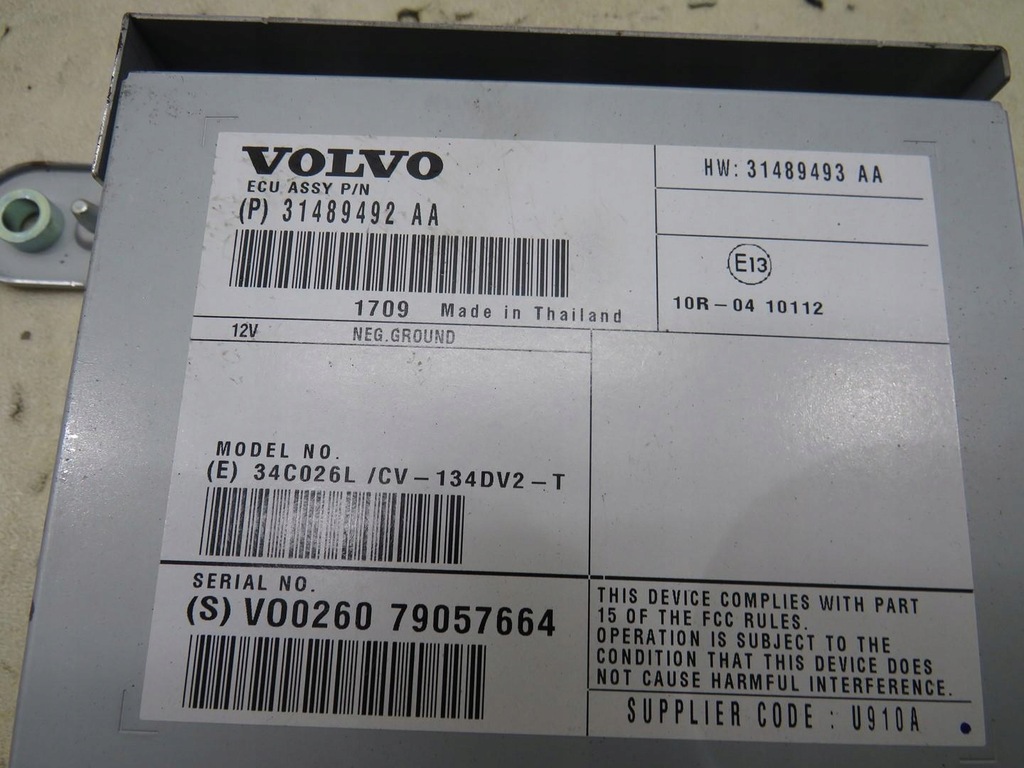 VOLVO
ECU ASSY P/N
(P) 31489492 AA
1709 Made in Thailand
HW: 31489493 AA
E13
10R-04 10112
12V NEG.GROUND
MODEL NO.
(E) 34C026L /CV-134DV2-T
SERIAL NO.
(S) VO0260 79057664
THIS DEVICE COMPLIES WITH PART
15 OF THE FCC RULES.
OPERATION IS SUBJECT TO THE
CONDITION THAT THIS DEVICE DOES
NOT CAUSE HARMFUL INTERFERENCE.
SUPPLIER CODE : U910A